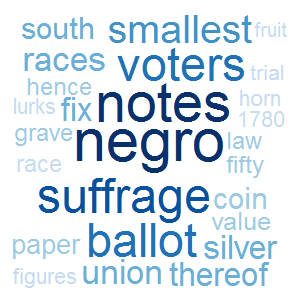 south smallest fruit
races voters trial
hence notes horn
lurks fix 1780
grave negro law
race fifty
suffrage coin
value
paper ballot silver
figures union thereof